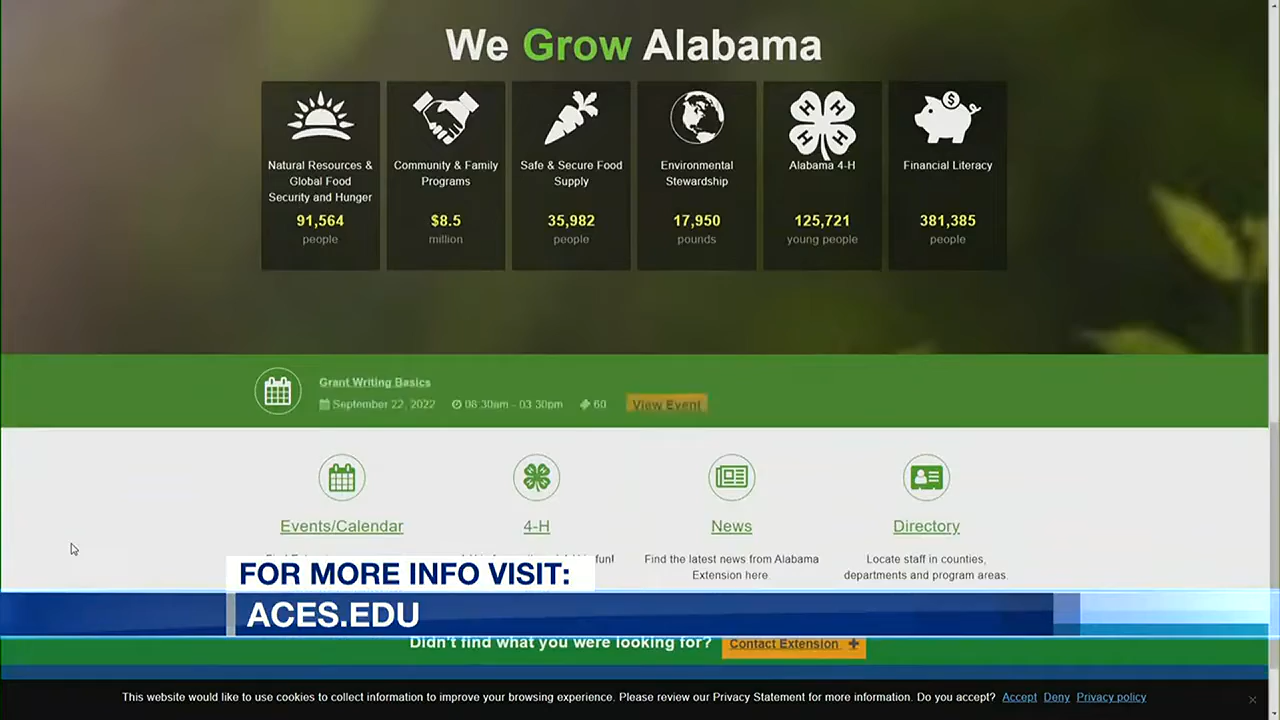 We Grow Alabama
Natural Resources &
Global Food
Security and Hunger
91,564
people
Community & Family
Programs
$8.5
million
Safe & Secure Food
Supply
35,982
people
Environmental
Stewardship
17,950
pounds
H H H H
Alabama 4-H
125,721
young people
$
Financial Literacy
381,385
people
Grant Writing Basics
September 22, 2022 08:30am - 03:30pm 60 View Event
Events/Calendar
4-H
fun!
News
Find the latest news from Alabama
Extension here.
Directory
Locate staff in counties,
departments and program areas.
FOR MORE INFO VISIT:
ACES.EDU
Didn't find what you were looking for? Contact Extension +
This website would like to use cookies to collect information to improve your browsing experience. Please review our Privacy Statement for more information. Do you accept? Accept Deny Privacy policy ×